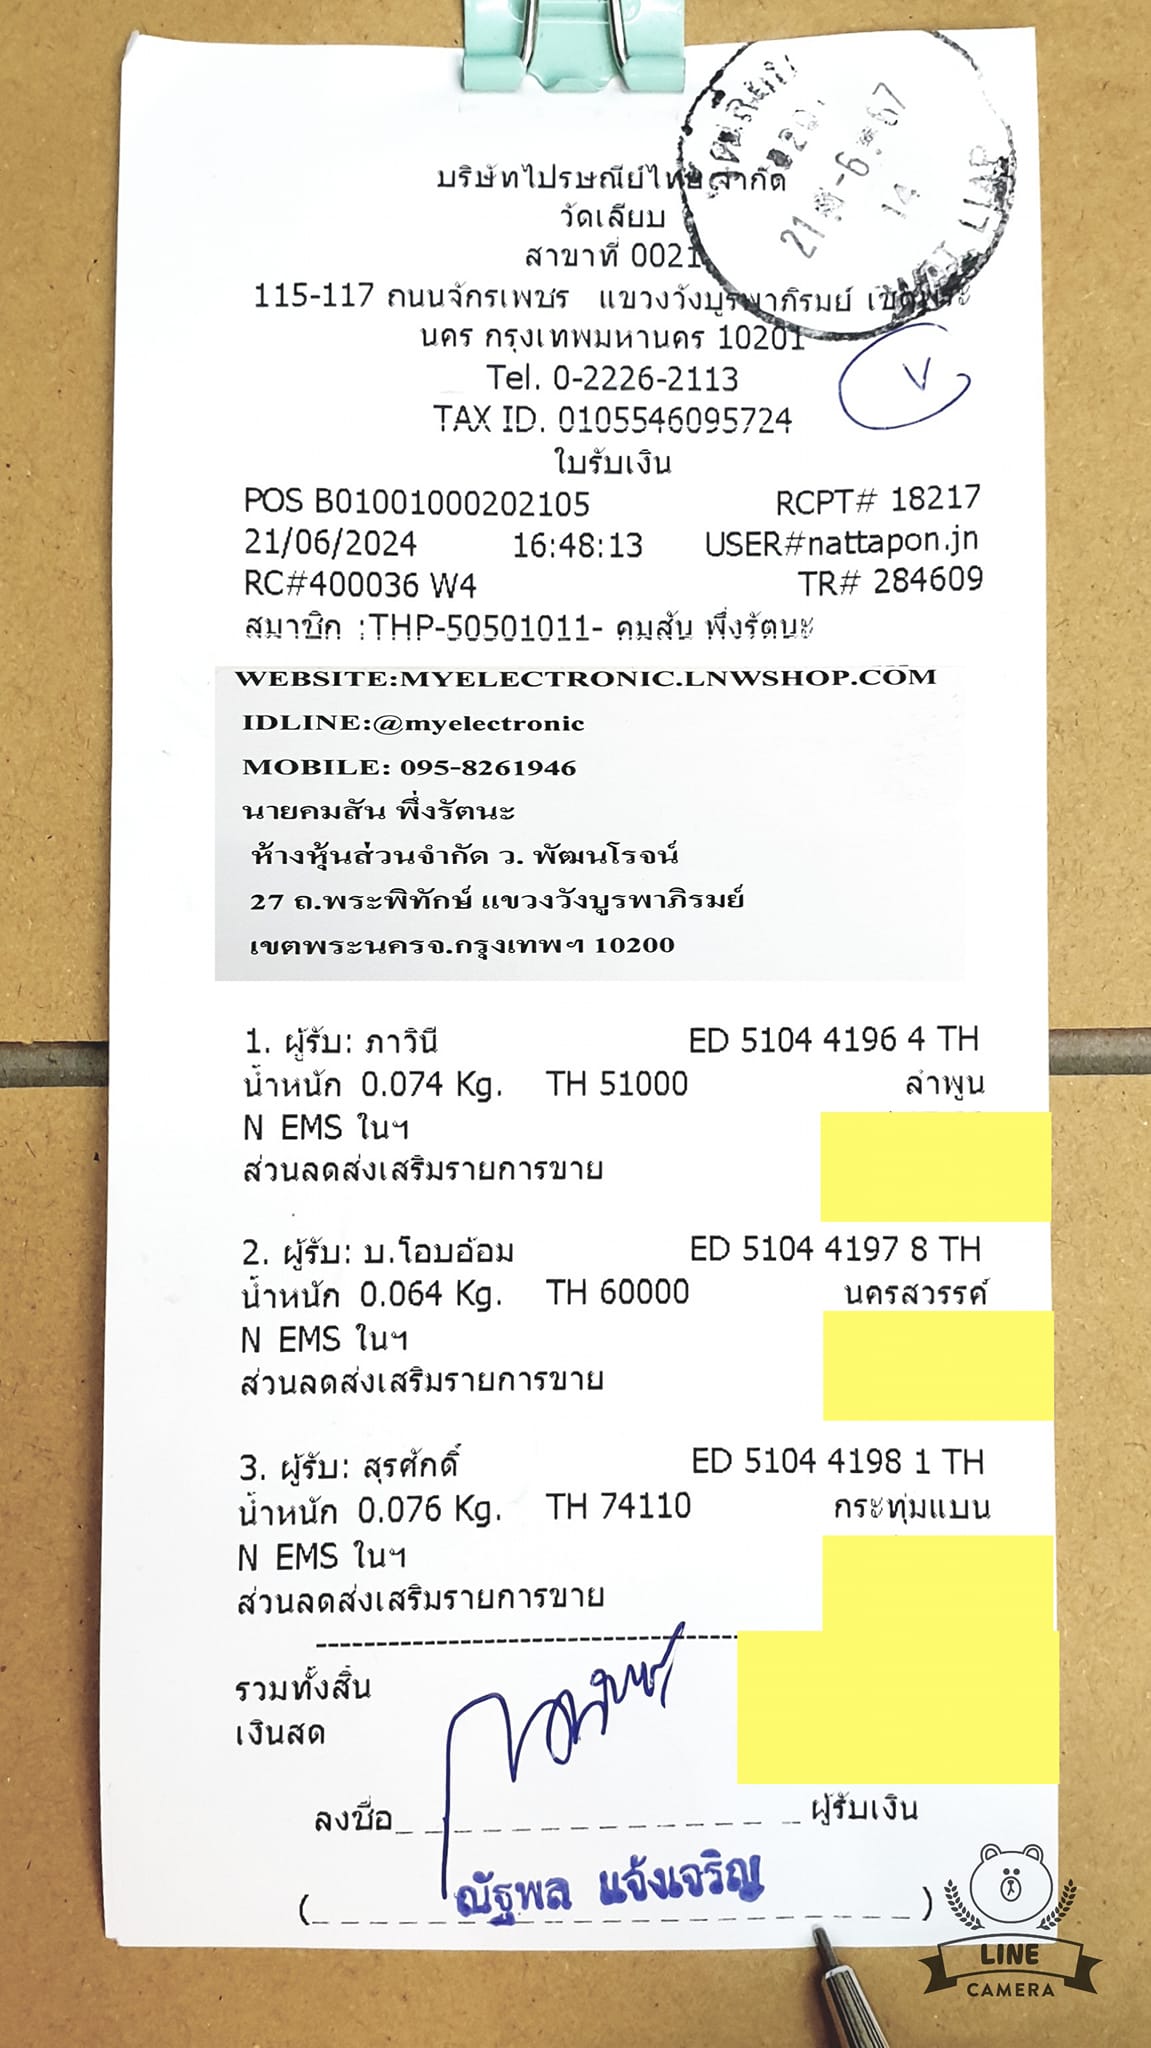 บริษัทไปรษณีย์ไทย จำกัด
วัดเลียบ
สาขาที่ 0021
115-117 ถนนจักรเพชร แขวงวังบูรพาภิรมย์ เขตพระ
นคร กรุงเทพมหานคร 10201
Tel. 0-2226-2113
TAX ID. 0105546095724
ใบรับเงิน
POS B01001000202105 RCPT# 18217
21/06/2024 16:48:13 USER#nattapon.jn
RC#400036 W4 TR# 284609
สมาชิก :THP-50501011- คมสัน พึ่งรัตนะ
WEBSITE:MYELECTRONIC.LNWSHOP.COM
IDLINE:@myelectronic
MOBILE: 095-8261946
นายคมสัน พึ่งรัตนะ
ห้างหุ้นส่วนจำกัด ว. พัฒนโรจน์
27 ถ.พระพิทักษ์ แขวงวังบูรพาภิรมย์
เขตพระนครจ.กรุงเทพฯ 10200
1. ผู้รับ: ภาวินี ED 5104 4196 4 TH
น้ำหนัก 0.074 Kg. TH 51000 ลำพูน
N EMS ในฯ
ส่วนลดส่งเสริมรายการขาย
2. ผู้รับ: บ.โอบอ้อม ED 5104 4197 8 TH
น้ำหนัก 0.064 Kg. TH 60000 นครสวรรค์
N EMS ในฯ
ส่วนลดส่งเสริมรายการขาย
3. ผู้รับ: สุรศักดิ์ ED 5104 4198 1 TH
น้ำหนัก 0.076 Kg. TH 74110 กระทุ่มแบน
N EMS ในฯ
ส่วนลดส่งเสริมรายการขาย
รวมทั้งสิ้น
เงินสด
ลงชื่อ ผู้รับเงิน
(ณัฐพล แจ้งเจริญ)
LINE
CAMERA